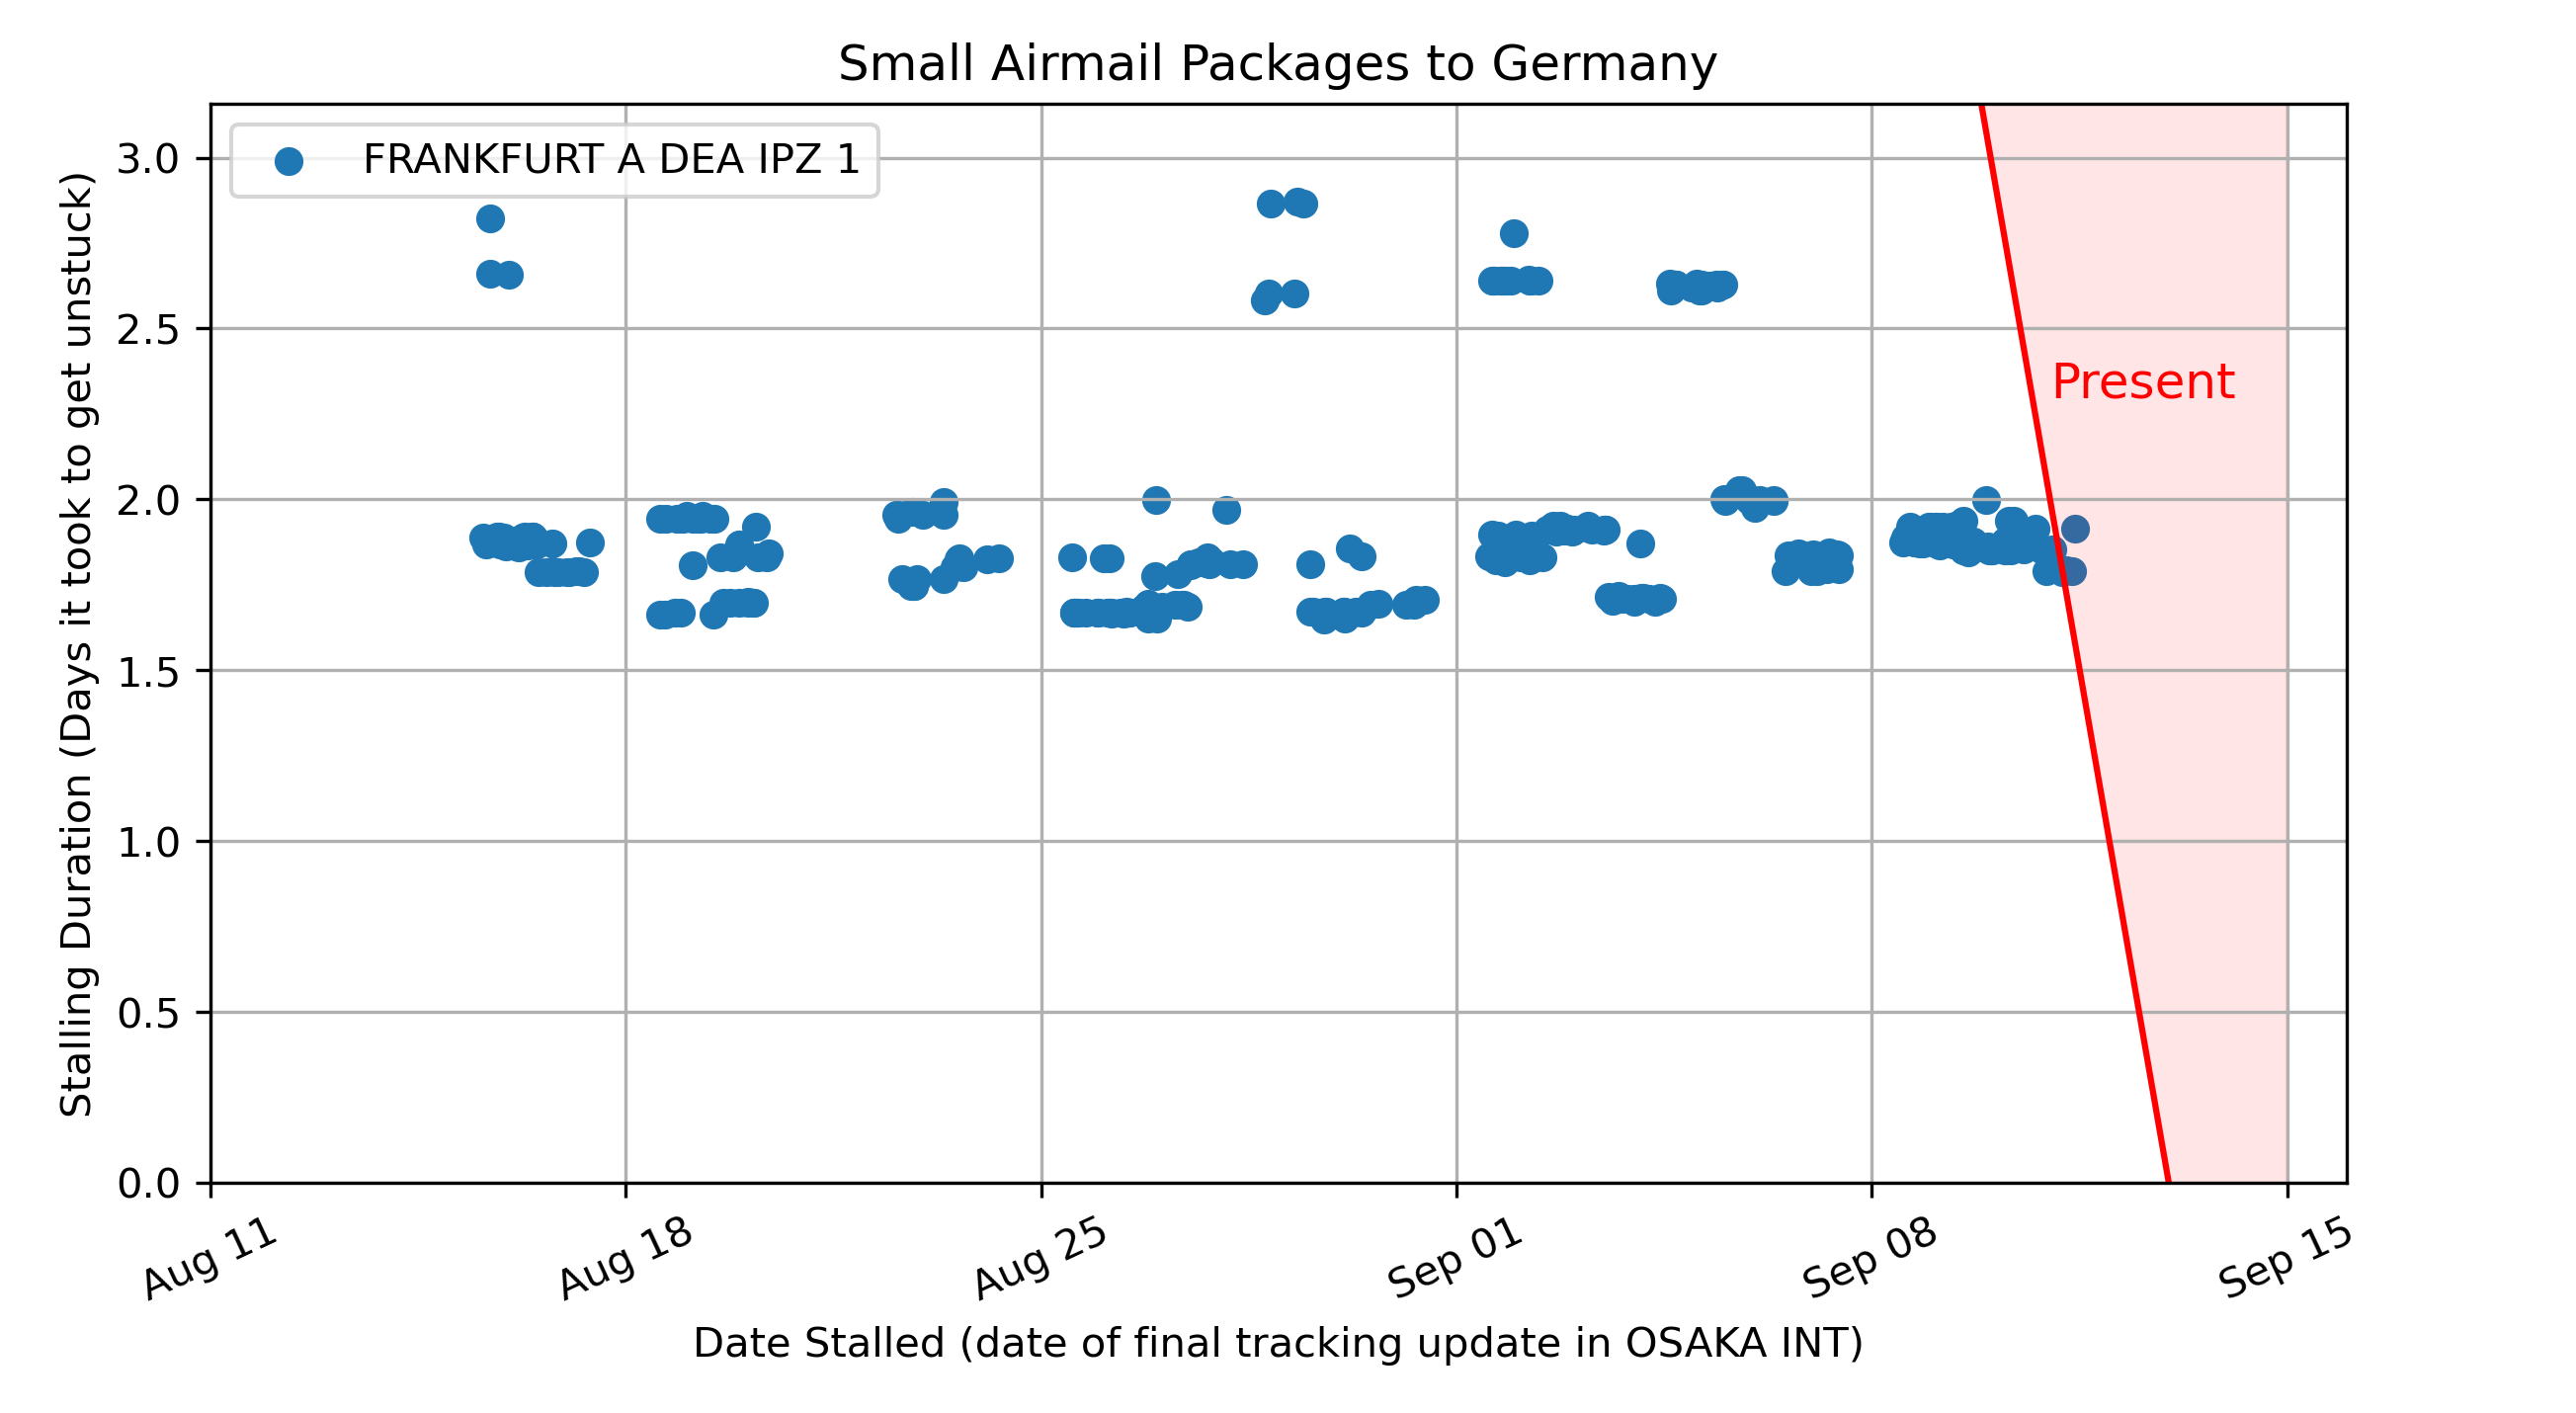 Small Airmail Packages to Germany
FRANKFURT A DEA IPZ 1
Stalling Duration (Days it took to get unstuck)
3.0
2.5
2.0
1.5
1.0
0.5
0.0
Present
Aug 11
Aug 18
Aug 25
Sep 01
Sep 08
Sep 15
Date Stalled (date of final tracking update in OSAKA INT)